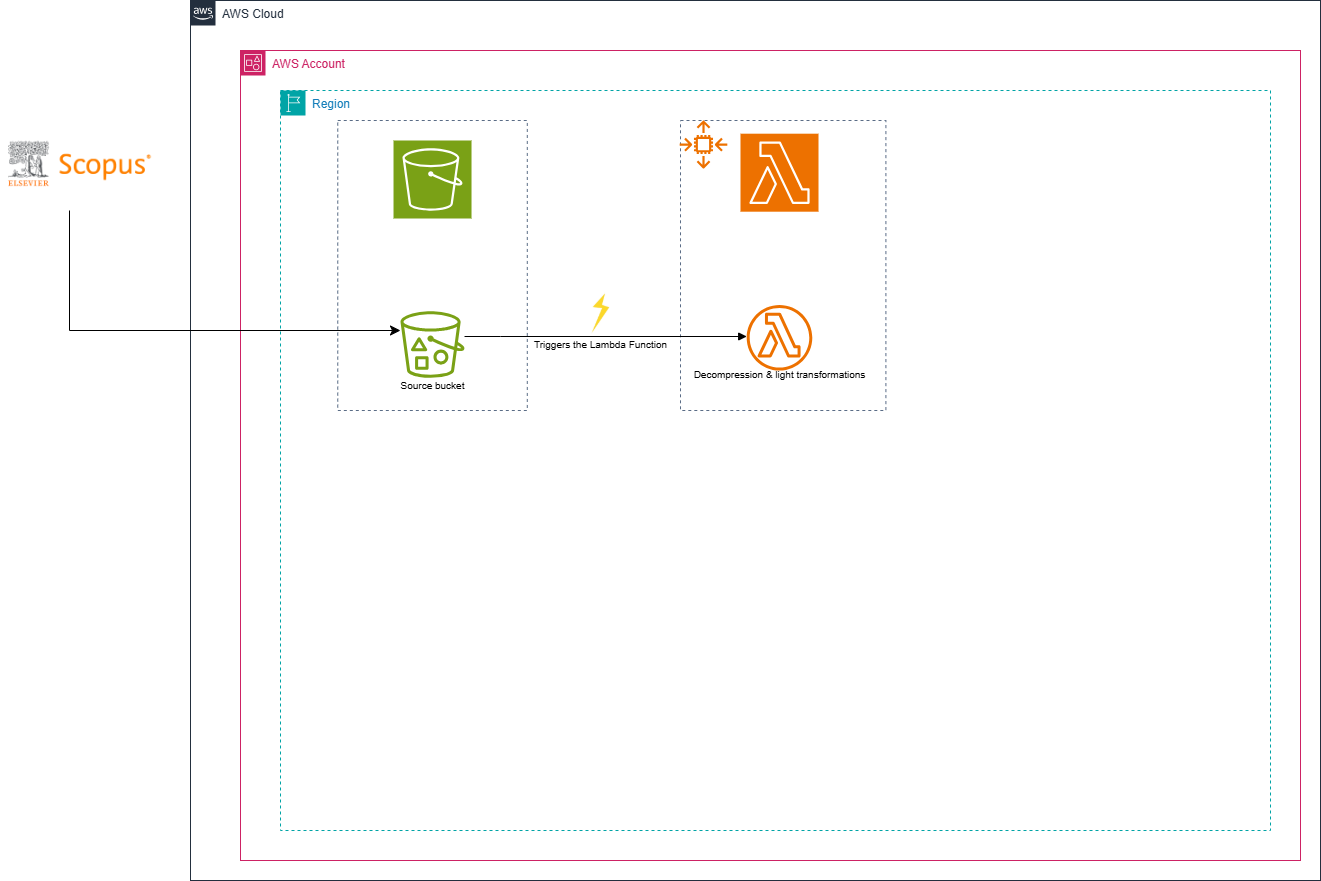 aws
AWS Cloud
AWS Account
Region
ELSEVIER
Scopus®
Triggers the Lambda Function
Source bucket
Decompression & light transformations